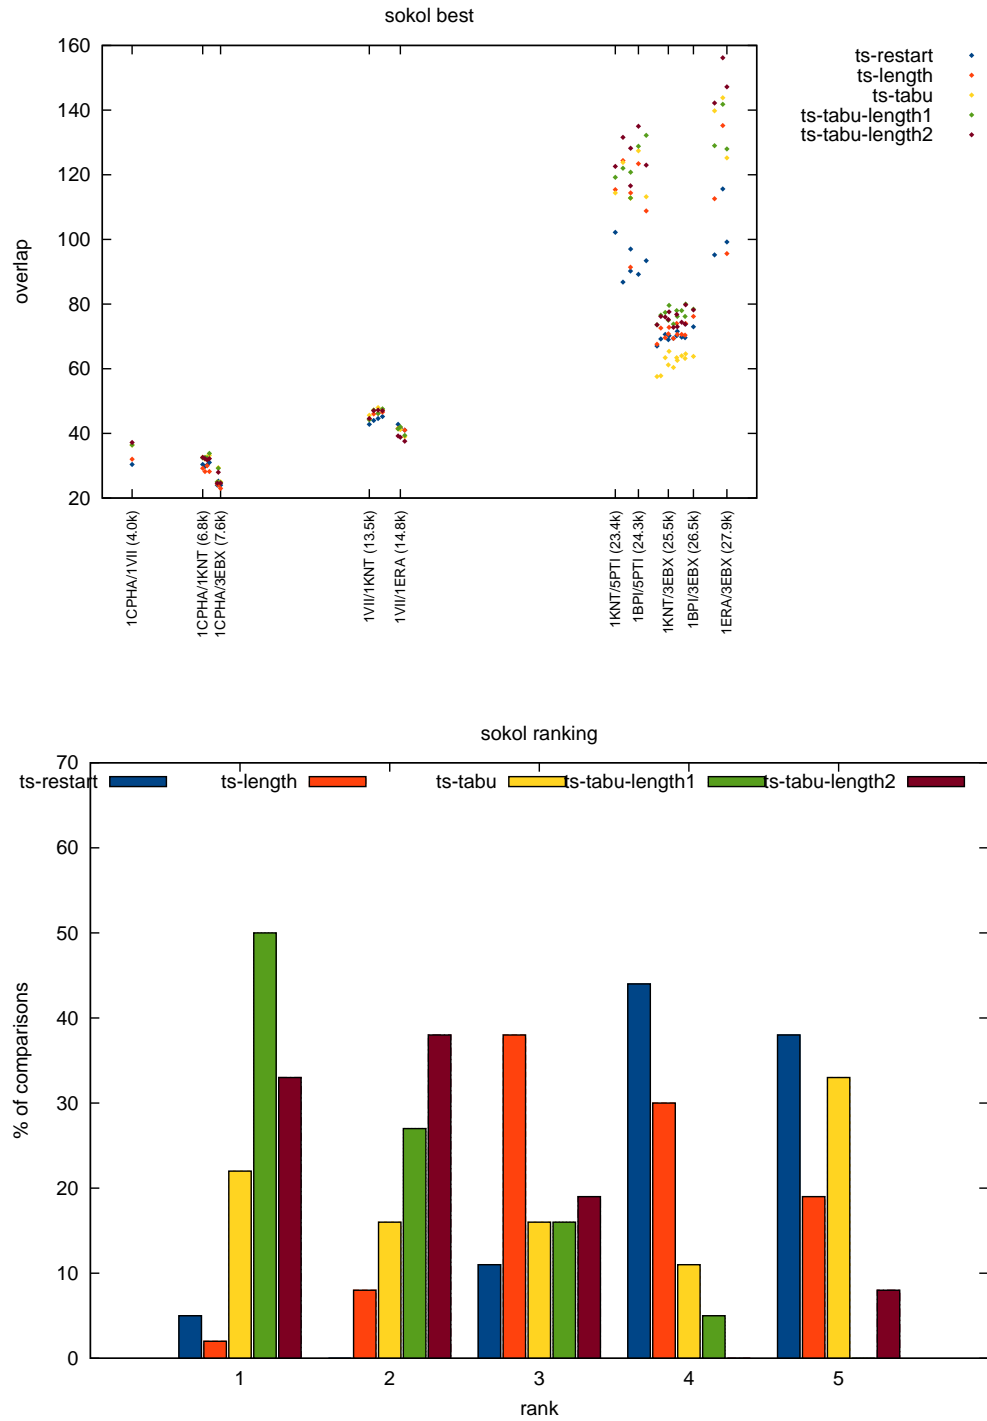 sokol best
160
140
120
100
80
60
40
20
overlap
ts-restart
ts-length
ts-tabu
ts-tabu-length1
ts-tabu-length2
1CPHA/1VII (4.0k)
1CPHA/1KNT (6.8k)
1CPHA/3EBX (7.6k)
1VII/1KNT (13.5k)
1VII/1ERA (14.8k)
1KNT/5PTI (23.4k)
1BPI/5PTI (24.3k)
1KNT/3EBX (25.5k)
1BPI/3EBX (26.5k)
1ERA/3EBX (27.9k)
sokol ranking
70
60
50
40
30
20
10
0
% of comparisons
ts-restart
ts-length
ts-tabu
ts-tabu-length1
ts-tabu-length2
1 2 3 4 5
rank